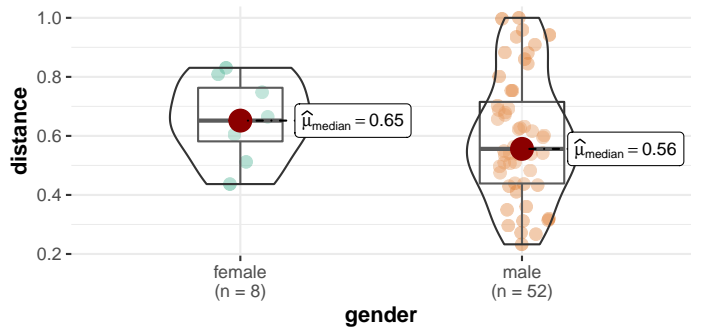 1.0
0.8
0.6
0.4
0.2
distance
μ̂median = 0.65
μ̂median = 0.56
female
(n = 8)
male
(n = 52)
gender